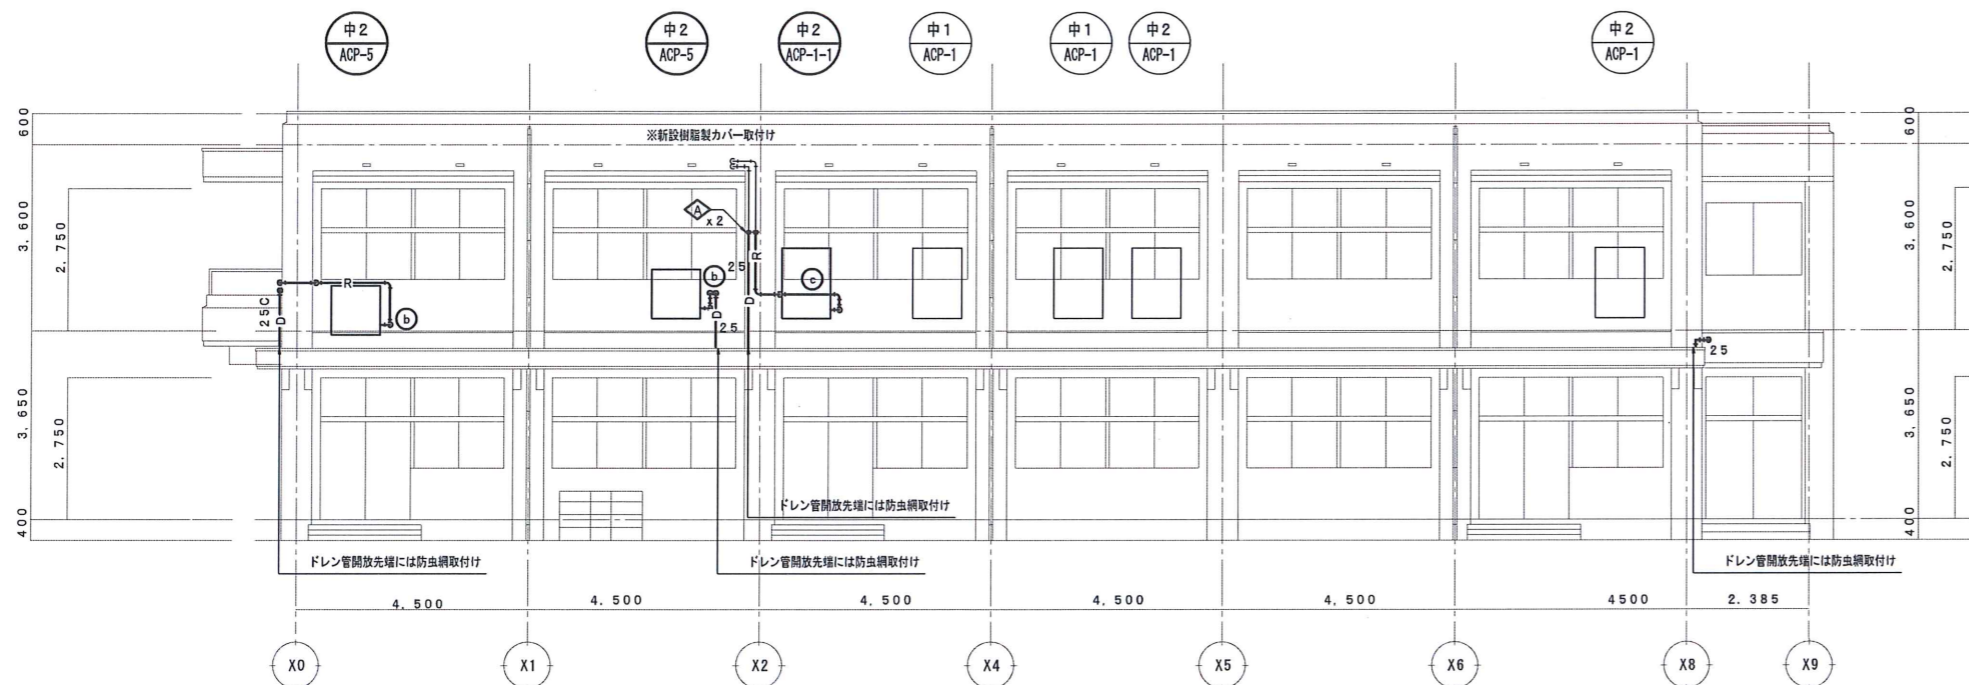 中2
ACP-5
中2
ACP-5
中2
ACP-1-1
中1
ACP-1
中1
ACP-1
中2
ACP-1
中2
ACP-1
600
3,600
2,750
3,650
2,750
400
※新設樹脂製カバー取付け
A
x2
R
25C
D
b
b
25
D
25
R
D
c
25
600
3,600
2,750
3,650
2,750
400
ドレン管開放先端には防虫網取付け
ドレン管開放先端には防虫網取付け
ドレン管開放先端には防虫網取付け
ドレン管開放先端には防虫網取付け
4,500
4,500
4,500
4,500
4,500
4500
2.385
X0
X1
X2
X4
X5
X6
X8
X9